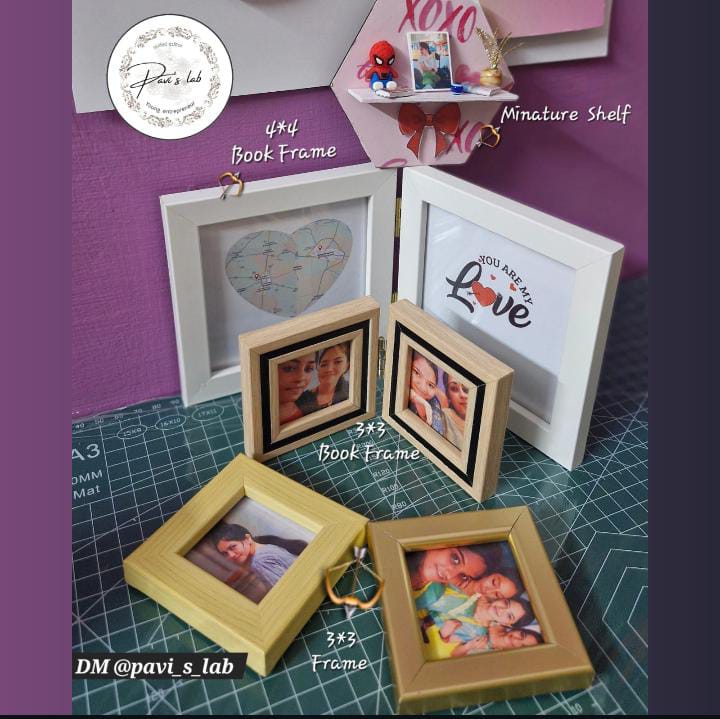 Pavi's lab
Young entrepreneur
XOXO
Minature Shelf
4*4
Book Frame
XO
YOU ARE MY
Love
3*3
Book Frame
A3
Mat
3*3
Frame
DM @pavi_s_lab